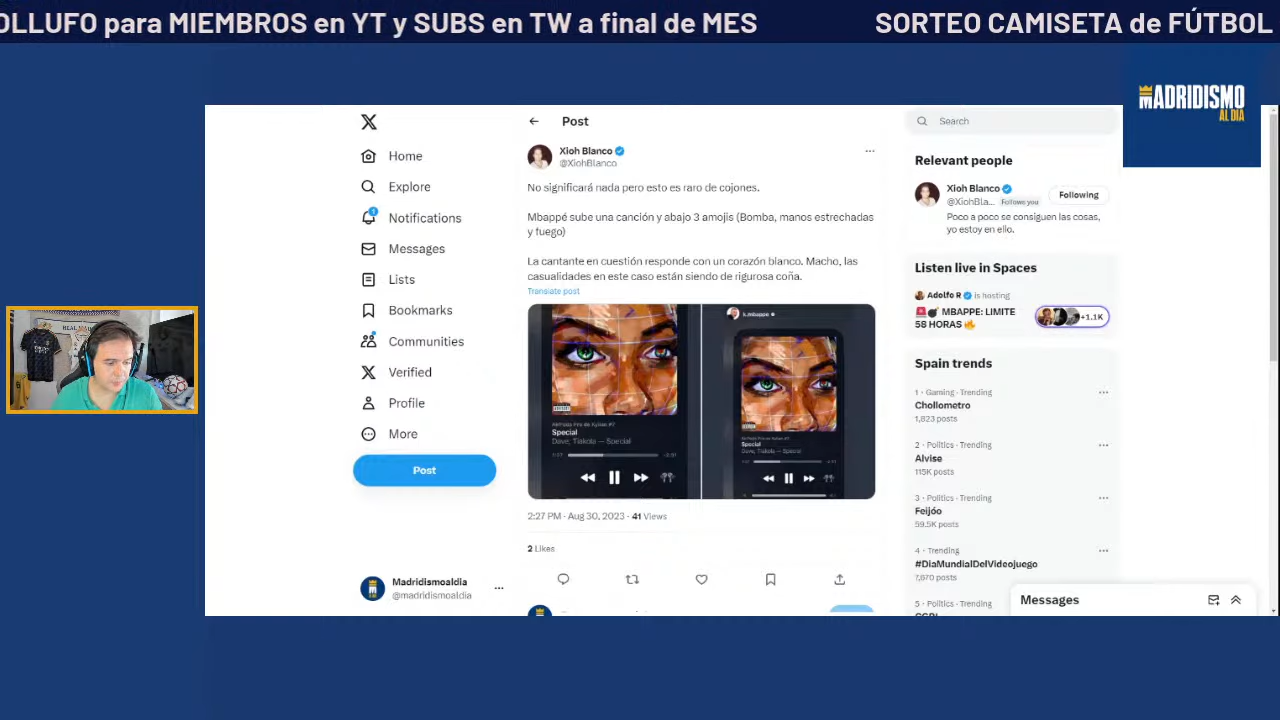 OLLUFO para MIEMBROS en YT y SUBS en TW a final de MES
SORTEO CAMISETA de FÚTBOL
MADRIDISMO
AL DIA
Home
Explore
Notifications
Messages
Lists
Bookmarks
Communities
Verified
Profile
More
Post
Madridismoaldia
@madridismoaldia
Post
Xioh Blanco
@XiohBlanco
No significará nada pero esto es raro de cojones.
Mbappé sube una canción y abajo 3 amojis (Bomba, manos estrechadas
y fuego)
La cantante en cuestión responde con un corazón blanco. Macho, las
casualidades en este caso están siendo de rigurosa coña.
Translate post
k.mbappe
Special
Dave, Tiakola — Special
Special
Dave, Tiakola — Special
2:27 PM · Aug 30, 2023 · 41 Views
2 Likes
Search
Relevant people
Xioh Blanco
@XiohBla... Follows you
Following
Poco a poco se consiguen las cosas,
yo estoy en ello.
Listen live in Spaces
Adolfo R is hosting
MBAPPE: LIMITE
58 HORAS
+1.1K
Spain trends
1 · Gaming · Trending
Chollometro
1,823 posts
2 · Politics · Trending
Alvise
115K posts
3 · Politics · Trending
Feijóo
59.5K posts
4 · Trending
#DiaMundialDelVideojuego
7,670 posts
5 · Politics · Trending
Messages